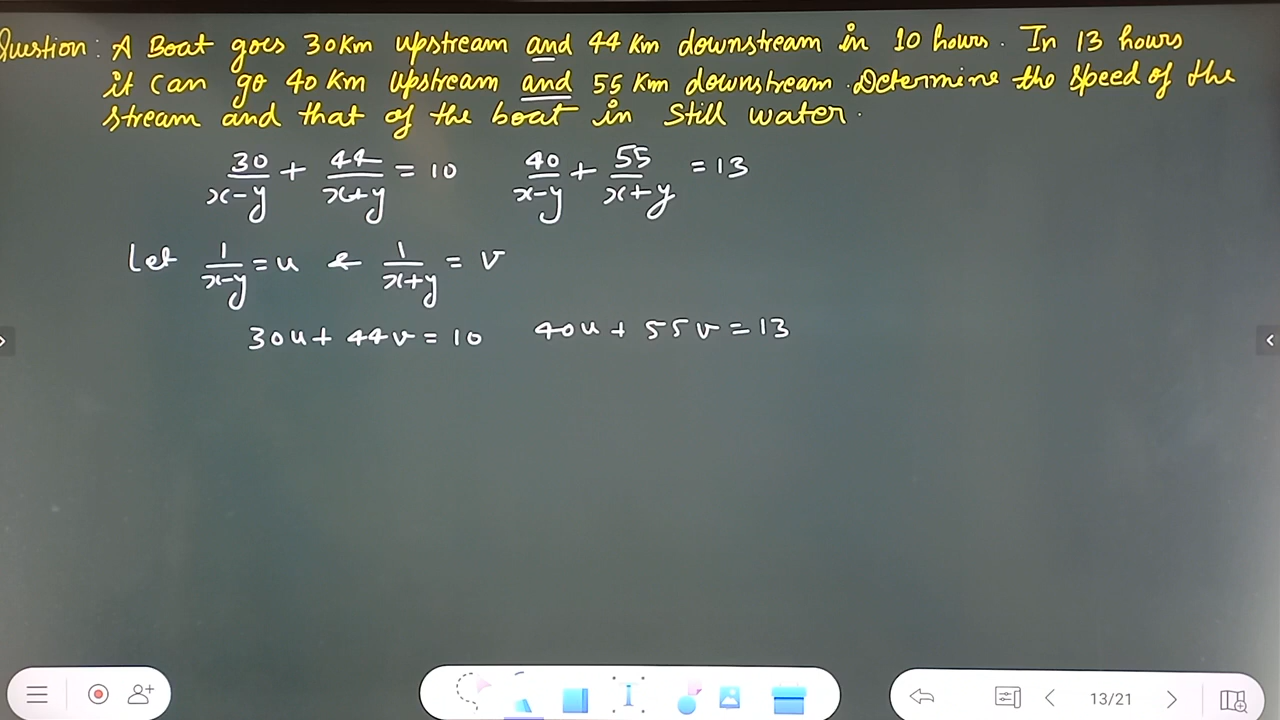 Question: A Boat goes 30Km upstream and 44 Km downstream in 10 hours. In 13 hours
it can go 40 Km upstream and 55 Km downstream. Determine the speed of the
stream and that of the boat in still water.
30/(x-y) + 44/(x+y) = 10 40/(x-y) + 55/(x+y) = 13
Let 1/(x-y) = u & 1/(x+y) = v
30u + 44v = 10 40u + 55v = 13
13/21